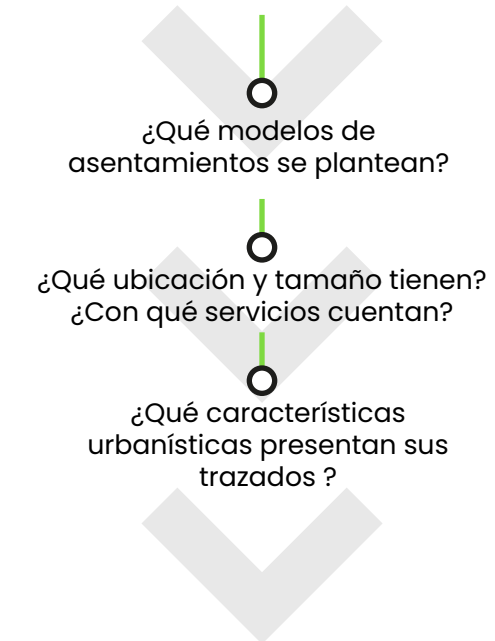 ¿Qué modelos de
asentamientos se plantean?
¿Qué ubicación y tamaño tienen?
¿Con qué servicios cuentan?
¿Qué característicias
urbanísticas presentan sus
trazados ?